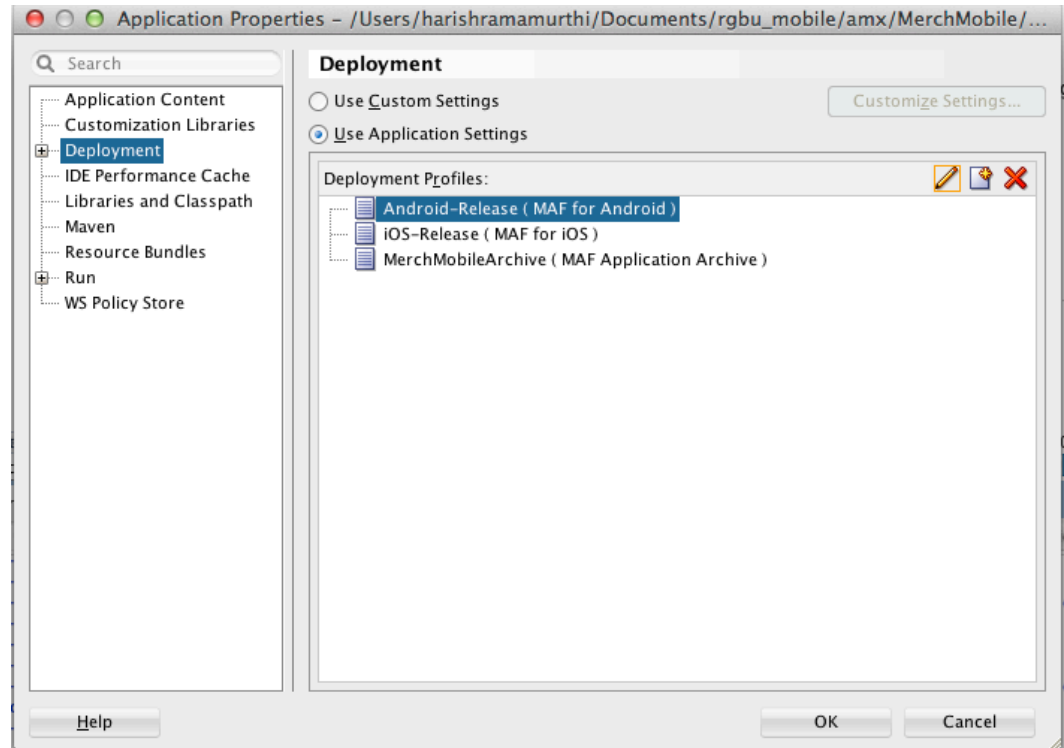 Application Properties – /Users/harishramamurthi/Documents/rgbu_mobile/amx/MerchMobile/...
Search
Application Content
Customization Libraries
Deployment
IDE Performance Cache
Libraries and Classpath
Maven
Resource Bundles
Run
WS Policy Store
Deployment
Use Custom Settings
Customize Settings...
Use Application Settings
Deployment Profiles:
Android-Release ( MAF for Android )
iOS-Release ( MAF for iOS )
MerchMobileArchive ( MAF Application Archive )
Help
OK
Cancel